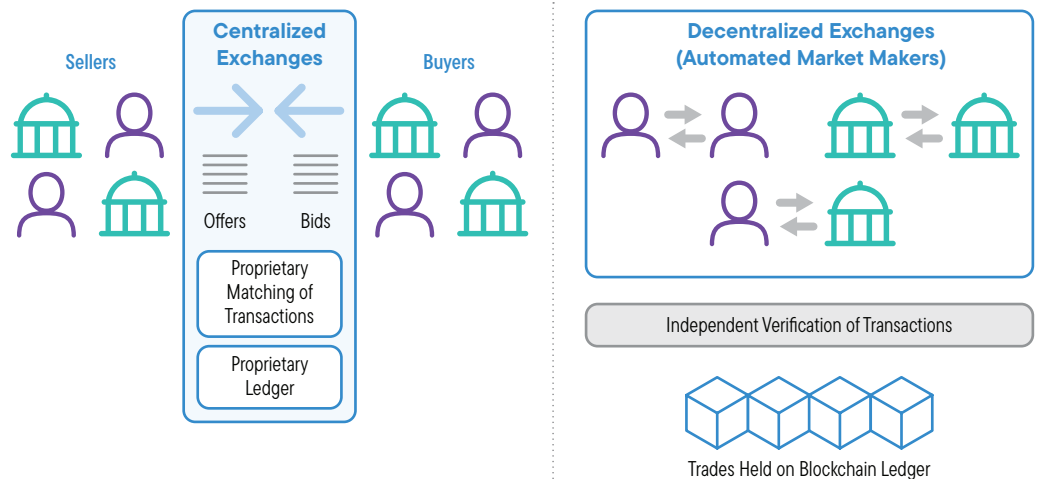 Sellers
Centralized
Exchanges
Buyers
Offers
Bids
Proprietary
Matching of
Transactions
Proprietary
Ledger
Decentralized Exchanges
(Automated Market Makers)
Independent Verification of Transactions
Trades Held on Blockchain Ledger